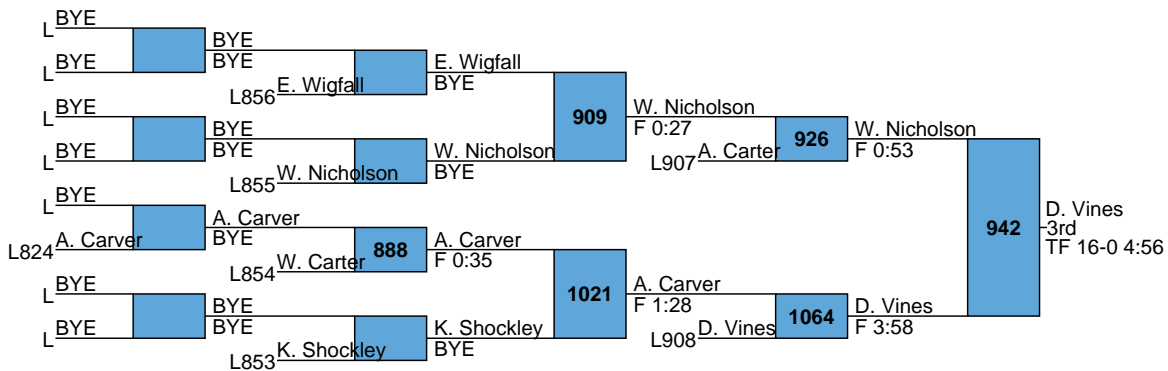 BYE
L
BYE
BYE
BYE
L
E. Wigfall
E. Wigfall
BYE
L856
BYE
L
909
W. Nicholson
F 0:27
BYE
BYE
926
W. Nicholson
F 0:53
BYE
L
W. Nicholson
BYE
L907
A. Carter
W. Nicholson
L855
BYE
L
942
D. Vines
3rd
TF 16-0 4:56
A. Carver
BYE
A. Carver
L824
888
A. Carver
F 0:35
W. Carter
L854
BYE
L
1021
A. Carver
F 1:28
BYE
BYE
1064
D. Vines
F 3:58
BYE
L
K. Shockley
BYE
D. Vines
L908
K. Shockley
L853